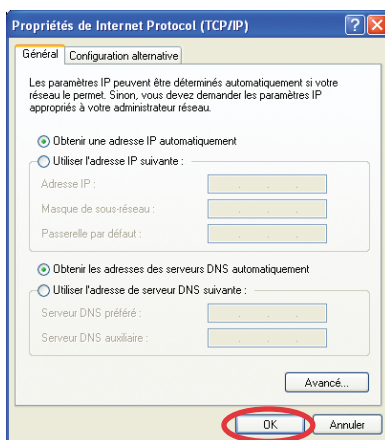 Propriétés de Internet Protocol (TCP/IP)
Général
Configuration alternative
Les paramètres IP peuvent être déterminés automatiquement si votre
réseau le permet. Sinon, vous devez demander les paramètres IP
appropriés à votre administrateur réseau.
Obtenir une adresse IP automatiquement
Utiliser l'adresse IP suivante :
Adresse IP :
Masque de sous-réseau :
Passerelle par défaut :
Obtenir les adresses des serveurs DNS automatiquement
Utiliser l'adresse de serveur DNS suivante :
Serveur DNS préféré :
Serveur DNS auxiliaire :
Avancé...
OK
Annuler